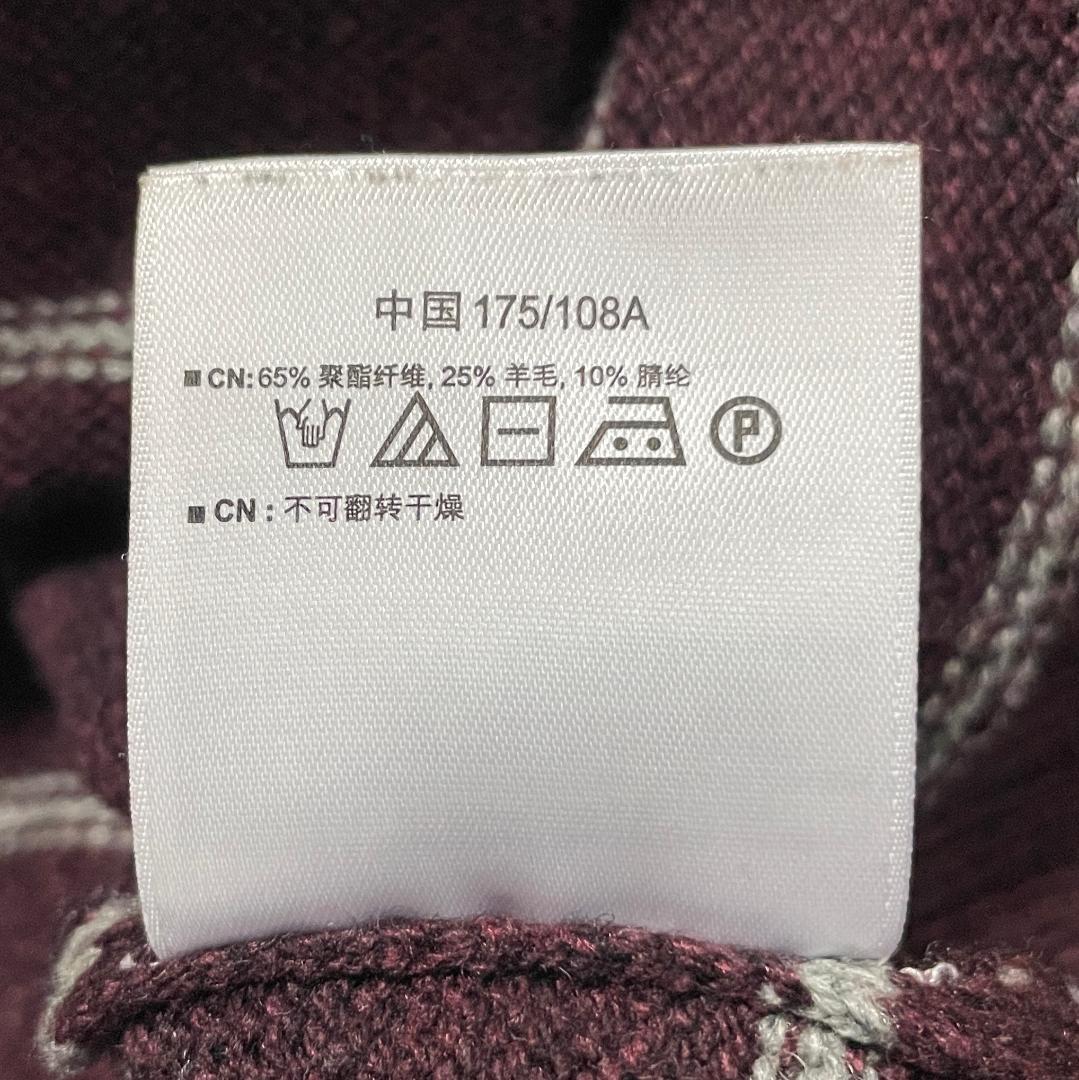 中国 175/108A
CN: 65% 聚酯纤维, 25% 羊毛, 10% 腈纶
P
CN : 不可翻转干燥